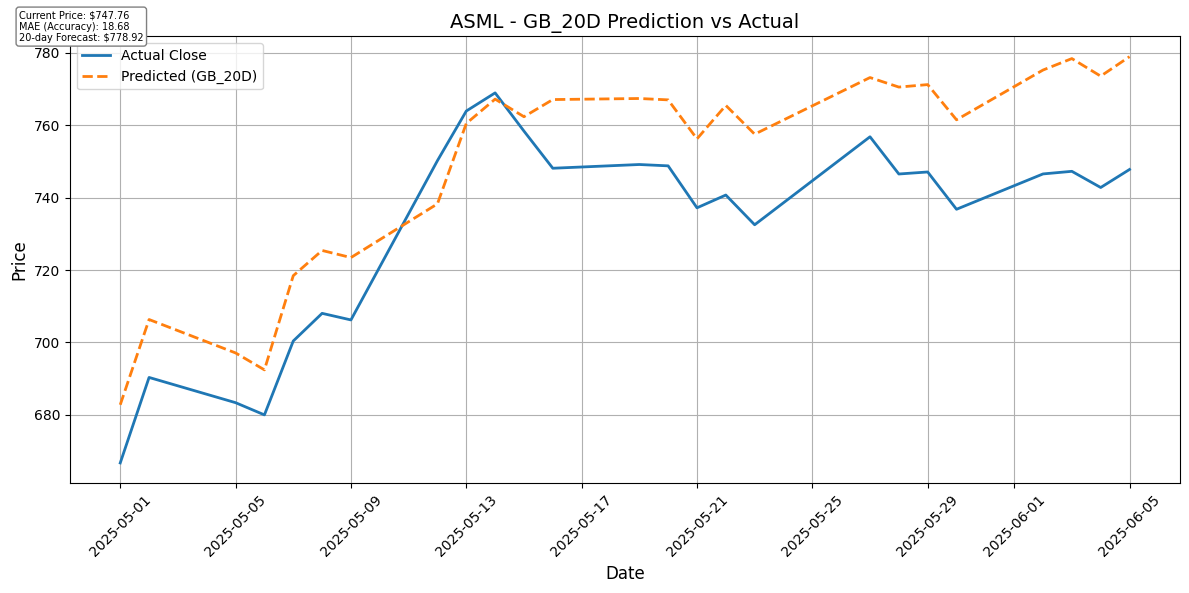 Current Price: $747.76
MAE (Accuracy): 18.68
20-day Forecast: $778.92
ASML - GB_20D Prediction vs Actual
Actual Close
Predicted (GB_20D)
Price
780
760
740
720
700
680
2025-05-01
2025-05-05
2025-05-09
2025-05-13
2025-05-17
2025-05-21
2025-05-25
2025-05-29
2025-06-01
2025-06-05
Date